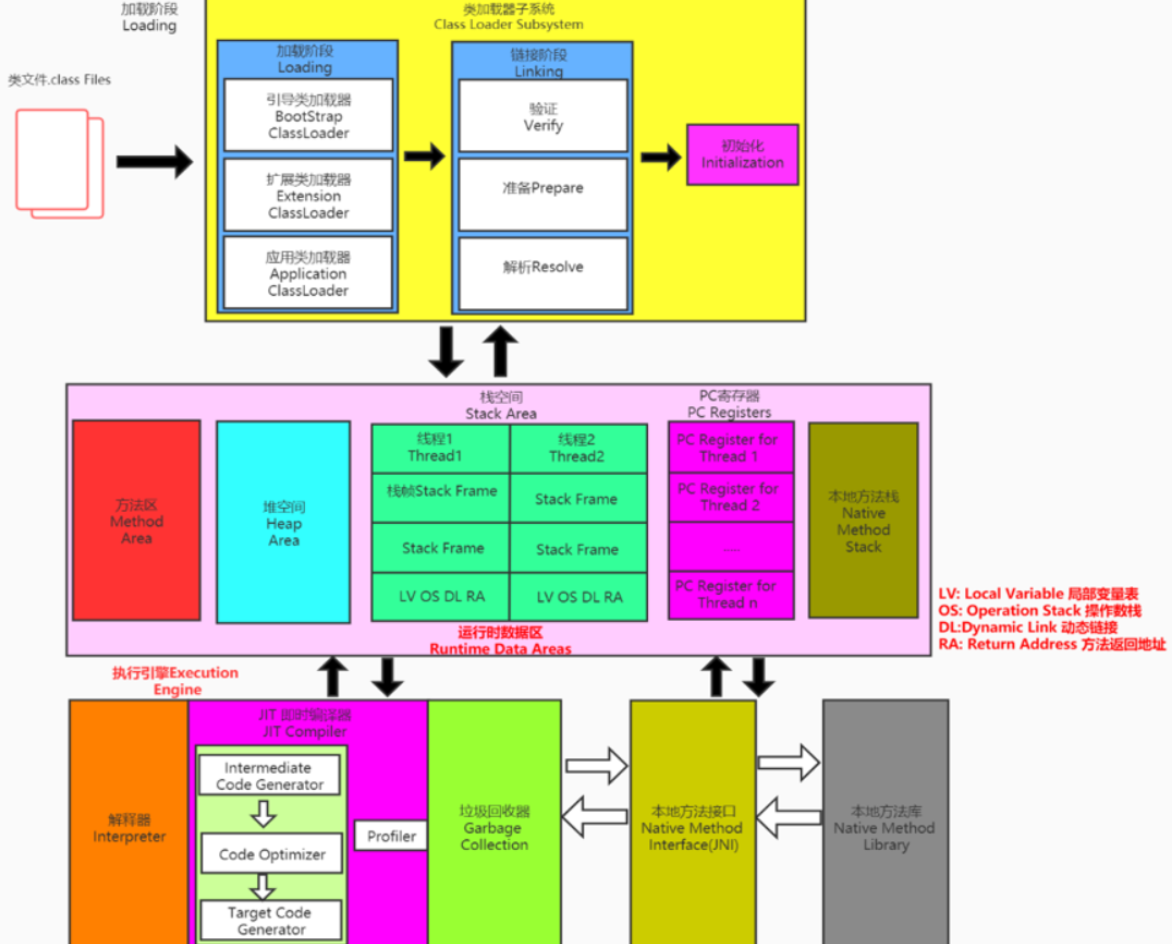 加载阶段
Loading
类加载器子系统
Class Loader Subsystem
类文件.class Files
加载阶段
Loading
引导类加载器
BootStrap
ClassLoader
扩展类加载器
Extension
ClassLoader
应用类加载器
Application
ClassLoader
链接阶段
Linking
验证
Verify
准备Prepare
解析Resolve
初始化
Initialization
方法区
Method
Area
堆空间
Heap
Area
栈空间
Stack Area
线程1
Thread1
线程2
Thread2
栈帧Stack Frame
Stack Frame
Stack Frame
Stack Frame
LV OS DL RA
LV OS DL RA
PC寄存器
PC Registers
PC Register for
Thread 1
PC Register for
Thread 2
.....
PC Register for
Thread n
本地方法栈
Native
Method
Stack
运行时数据区
Runtime Data Areas
LV: Local Variable 局部变量表
OS: Operation Stack 操作数栈
DL:Dynamic Link 动态链接
RA: Return Address 方法返回地址
执行引擎Execution
Engine
解释器
Interpreter
JIT 即时编译器
JIT Compiler
Intermediate
Code Generator
Code Optimizer
Target Code
Generator
Profiler
垃圾回收器
Garbage
Collection
本地方法接口
Native Method
Interface(JNI)
本地方法库
Native Method
Library